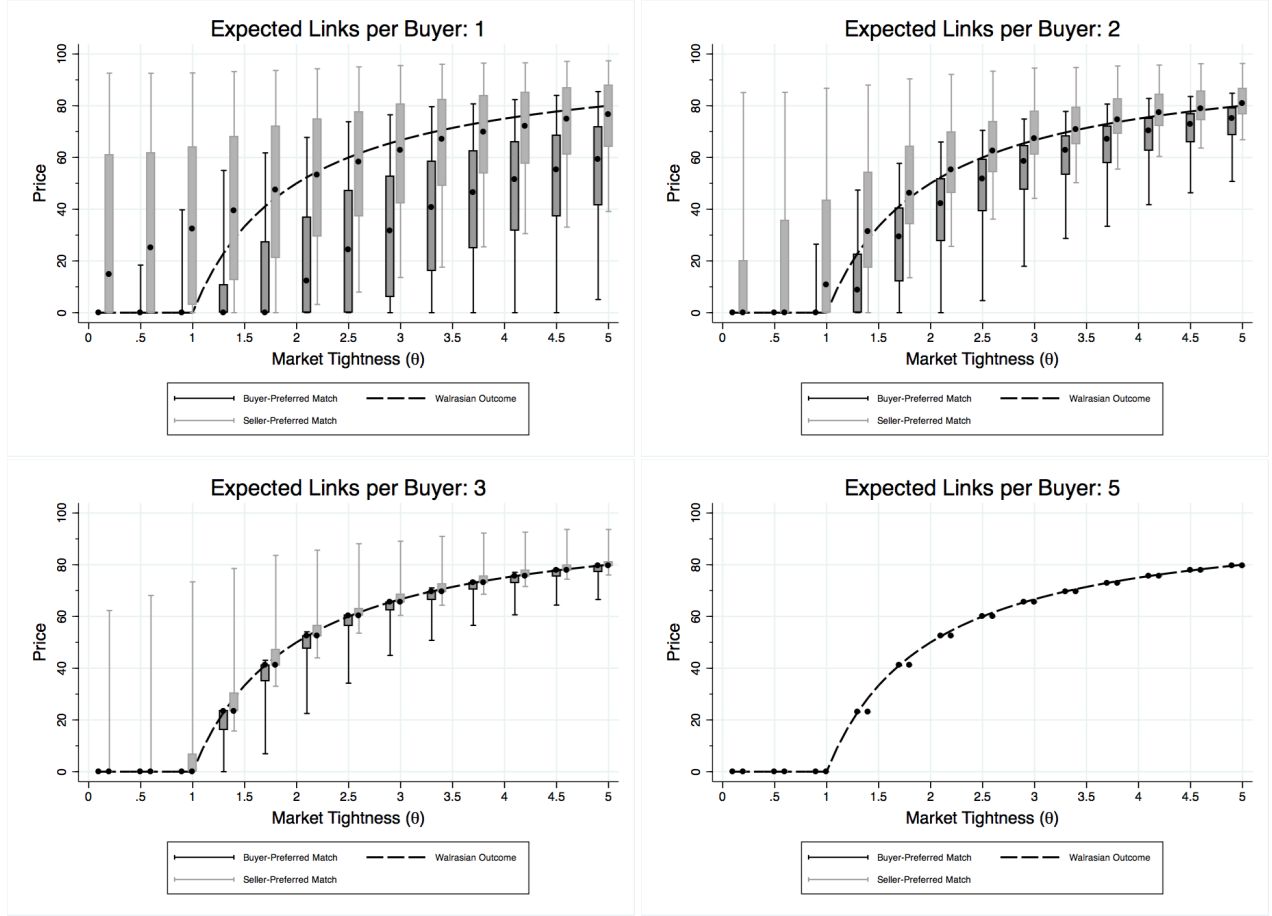 Expected Links per Buyer: 1
100
80
60
40
20
0
Price
0 .5 1 1.5 2 2.5 3 3.5 4 4.5 5
Market Tightness (θ)
Buyer-Preferred Match Walrasian Outcome
Seller-Preferred Match
Expected Links per Buyer: 2
100
80
60
40
20
0
Price
0 .5 1 1.5 2 2.5 3 3.5 4 4.5 5
Market Tightness (θ)
Buyer-Preferred Match Walrasian Outcome
Seller-Preferred Match
Expected Links per Buyer: 3
100
80
60
40
20
0
Price
0 .5 1 1.5 2 2.5 3 3.5 4 4.5 5
Market Tightness (θ)
Buyer-Preferred Match Walrasian Outcome
Seller-Preferred Match
Expected Links per Buyer: 5
100
80
60
40
20
0
Price
0 .5 1 1.5 2 2.5 3 3.5 4 4.5 5
Market Tightness (θ)
Buyer-Preferred Match Walrasian Outcome
Seller-Preferred Match